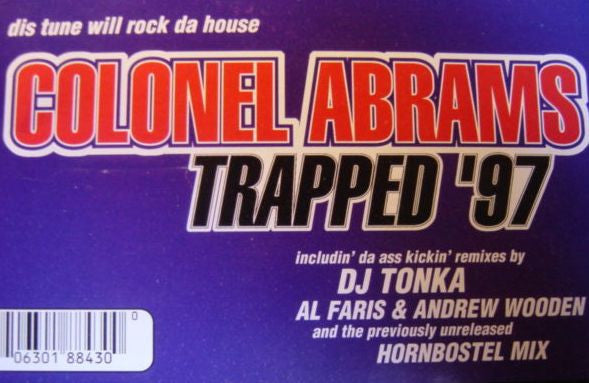 dis tune will rock da house
COLONEL ABRAMS
TRAPPED '97
includin' da ass kickin' remixes by
DJ TONKA
AL FARIS & ANDREW WOODEN
and the previously unreleased
HORNBOSTEL MIX
0
06301 88430